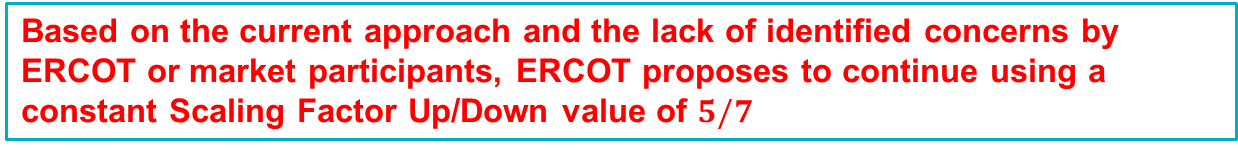 Based on the current approach and the lack of identified concerns by
ERCOT or market participants, ERCOT proposes to continue using a
constant Scaling Factor Up/Down value of 5/7